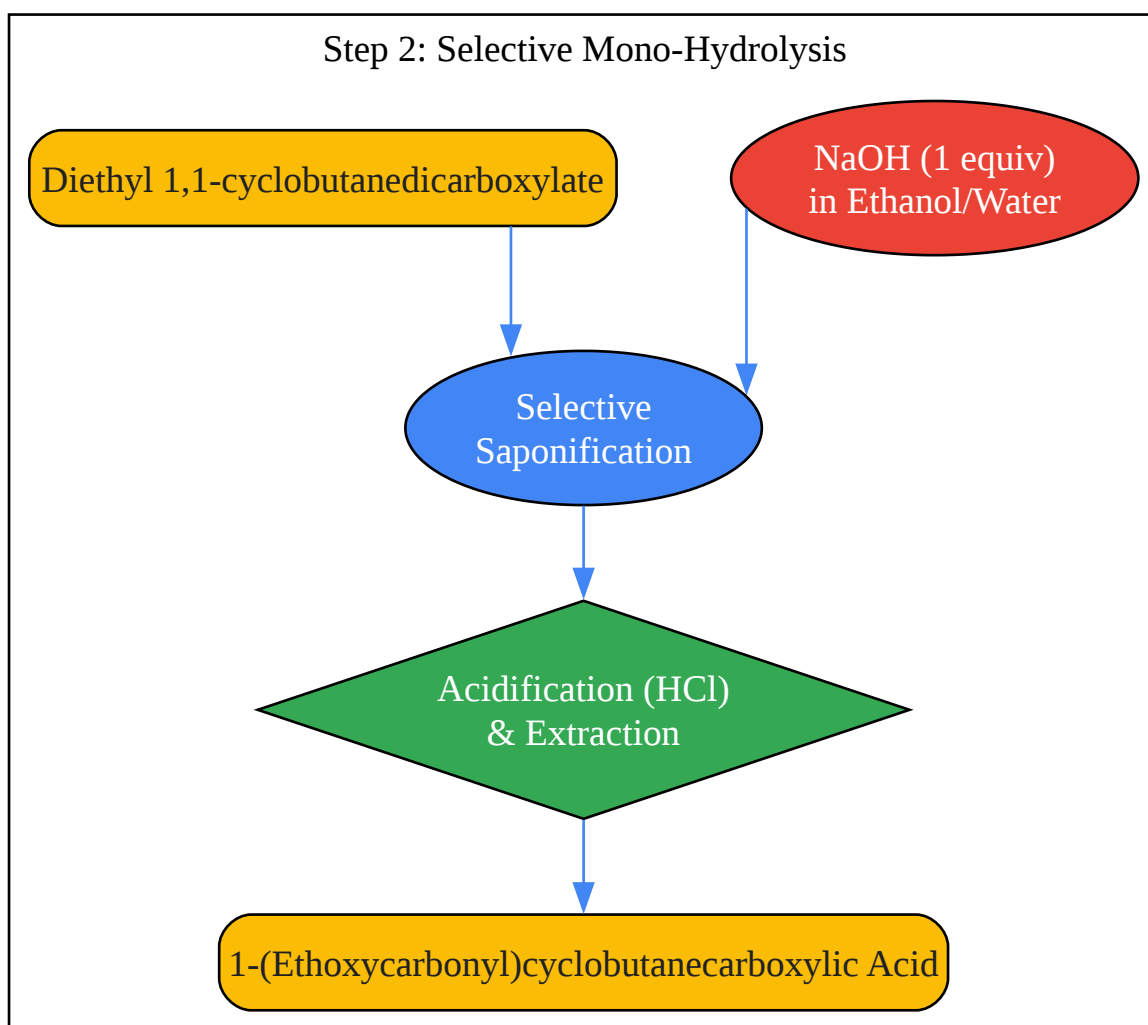 Step 2: Selective Mono-Hydrolysis
Diethyl 1,1-cyclobutanedicarboxylate
NaOH (1 equiv)
in Ethanol/Water
Selective
Saponification
Acidification (HCl)
& Extraction
1-(Ethoxycarbonyl)cyclobutanecarboxylic Acid